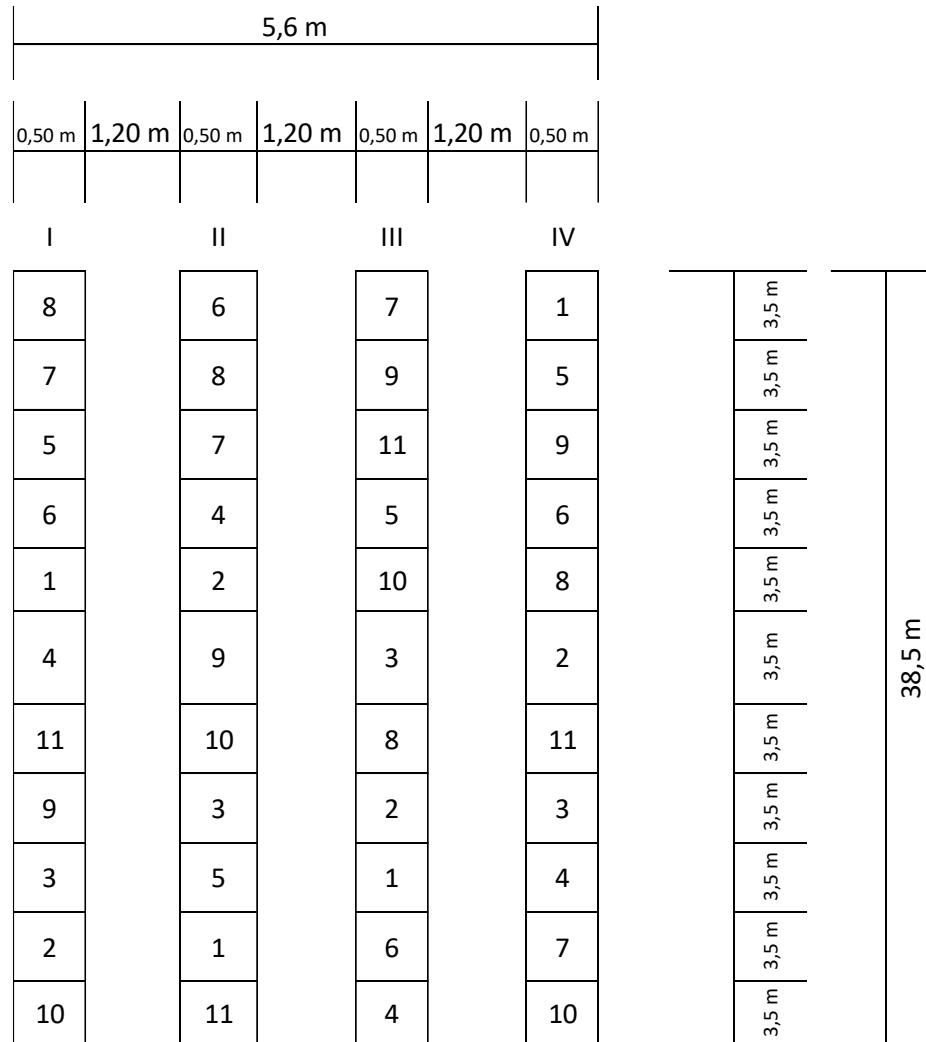 5,6 m
0,50 m 1,20 m 0,50 m 1,20 m 0,50 m 1,20 m 0,50 m
I II III IV
8 6 7 1 3,5 m
7 8 9 5 3,5 m
5 7 11 9 3,5 m
6 4 5 6 3,5 m
1 2 10 8 3,5 m
4 9 3 2 3,5 m
38,5 m
11 10 8 11 3,5 m
9 3 2 3 3,5 m
3 5 1 4 3,5 m
2 1 6 7 3,5 m
10 11 4 10 3,5 m